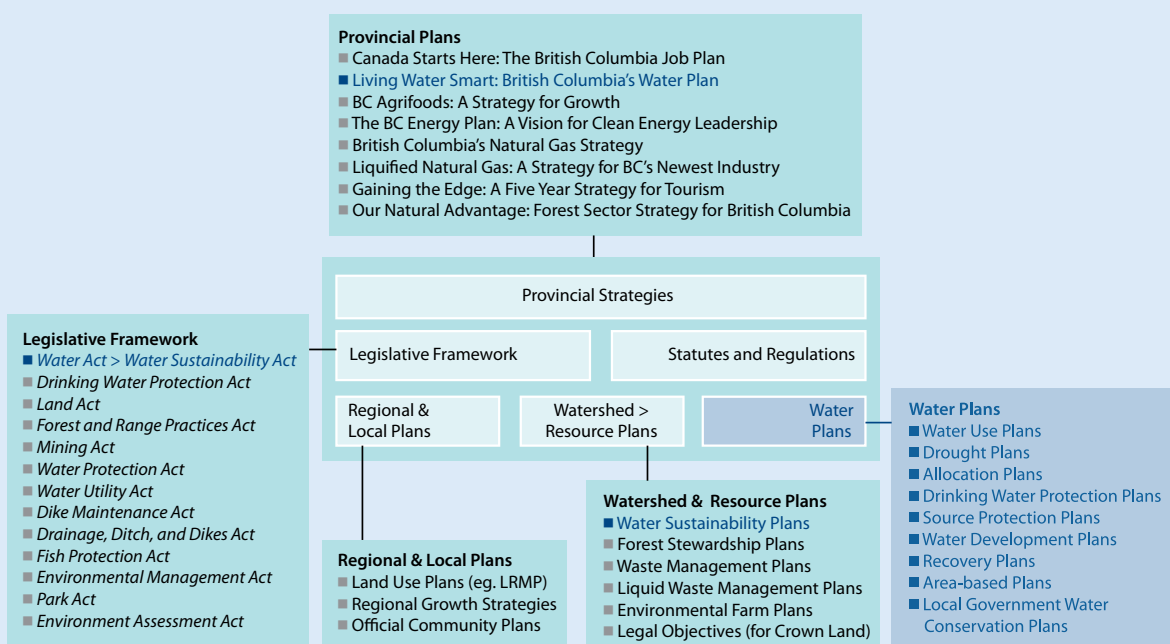 Provincial Plans
Canada Starts Here: The British Columbia Job Plan
Living Water Smart: British Columbia's Water Plan
BC Agrifoods: A Strategy for Growth
The BC Energy Plan: A Vision for Clean Energy Leadership
British Columbia's Natural Gas Strategy
Liquified Natural Gas: A Strategy for BC's Newest Industry
Gaining the Edge: A Five Year Strategy for Tourism
Our Natural Advantage: Forest Sector Strategy for British Columbia
Provincial Strategies
Legislative Framework
Statutes and Regulations
Regional &
Local Plans
Watershed >
Resource Plans
Water
Plans
Legislative Framework
Water Act > Water Sustainability Act
Drinking Water Protection Act
Land Act
Forest and Range Practices Act
Mining Act
Water Protection Act
Water Utility Act
Dike Maintenance Act
Drainage, Ditch, and Dikes Act
Fish Protection Act
Environmental Management Act
Park Act
Environment Assessment Act
Regional & Local Plans
Land Use Plans (eg. LRMP)
Regional Growth Strategies
Official Community Plans
Watershed & Resource Plans
Water Sustainability Plans
Forest Stewardship Plans
Waste Management Plans
Liquid Waste Management Plans
Environmental Farm Plans
Legal Objectives (for Crown Land)
Water Plans
Water Use Plans
Drought Plans
Allocation Plans
Drinking Water Protection Plans
Source Protection Plans
Water Development Plans
Recovery Plans
Area-based Plans
Local Government Water
Conservation Plans